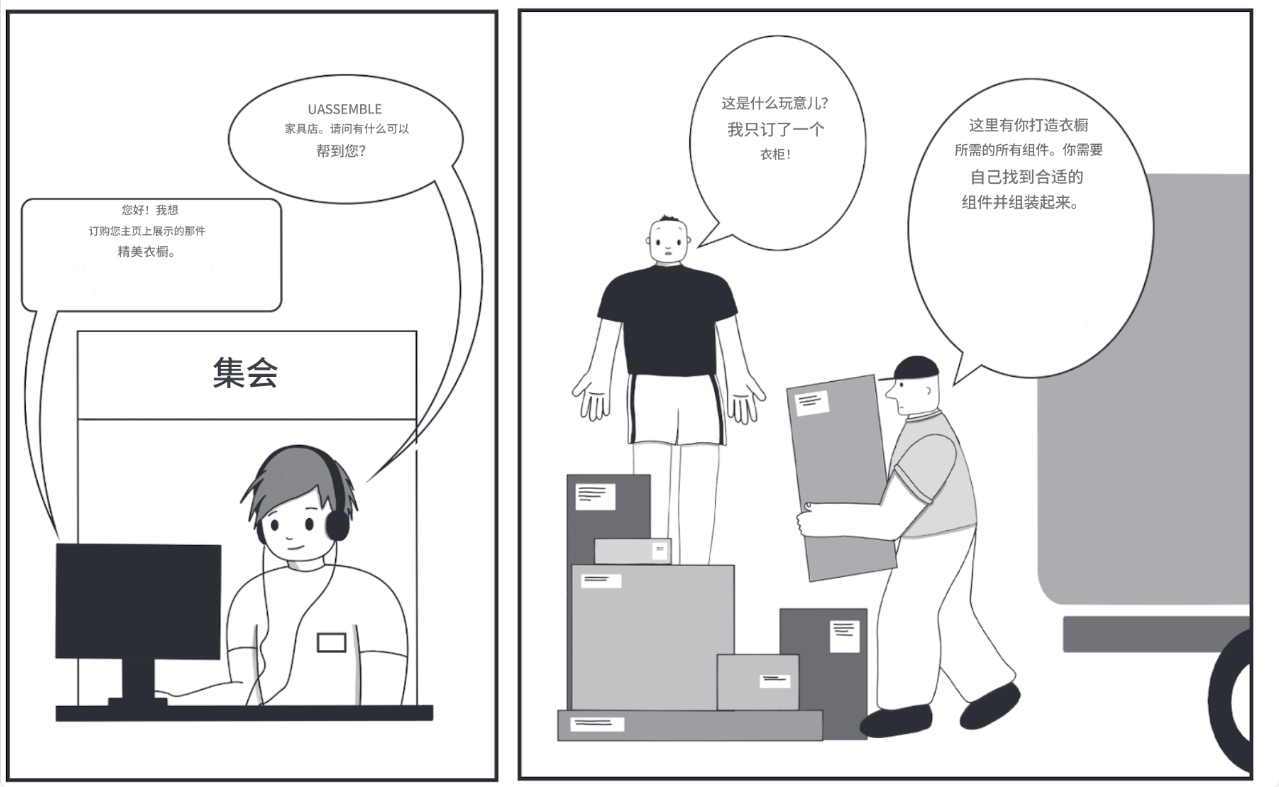 UASSEMBLE
家具店。请问有什么可以
帮到您？
您好！我想
订购您主页上展示的那件
精美衣橱。
集会
这是什么玩意儿？
我只订了一个
衣柜！
这里有你打造衣橱
所需的所有组件。你需要
自己找到合适的
组件并组装起来。